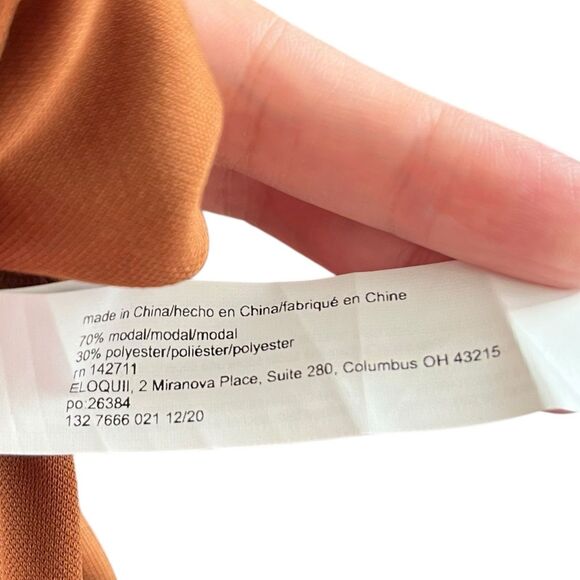 made in China/hecho en China/fabriqué en Chine
70% modal/modal/modal
30% polyester/poliéster/polyester
rn 142711
ELOQUII, 2 Miranova Place, Suite 280, Columbus OH 43215
po:26384
132 7666 021 12/20